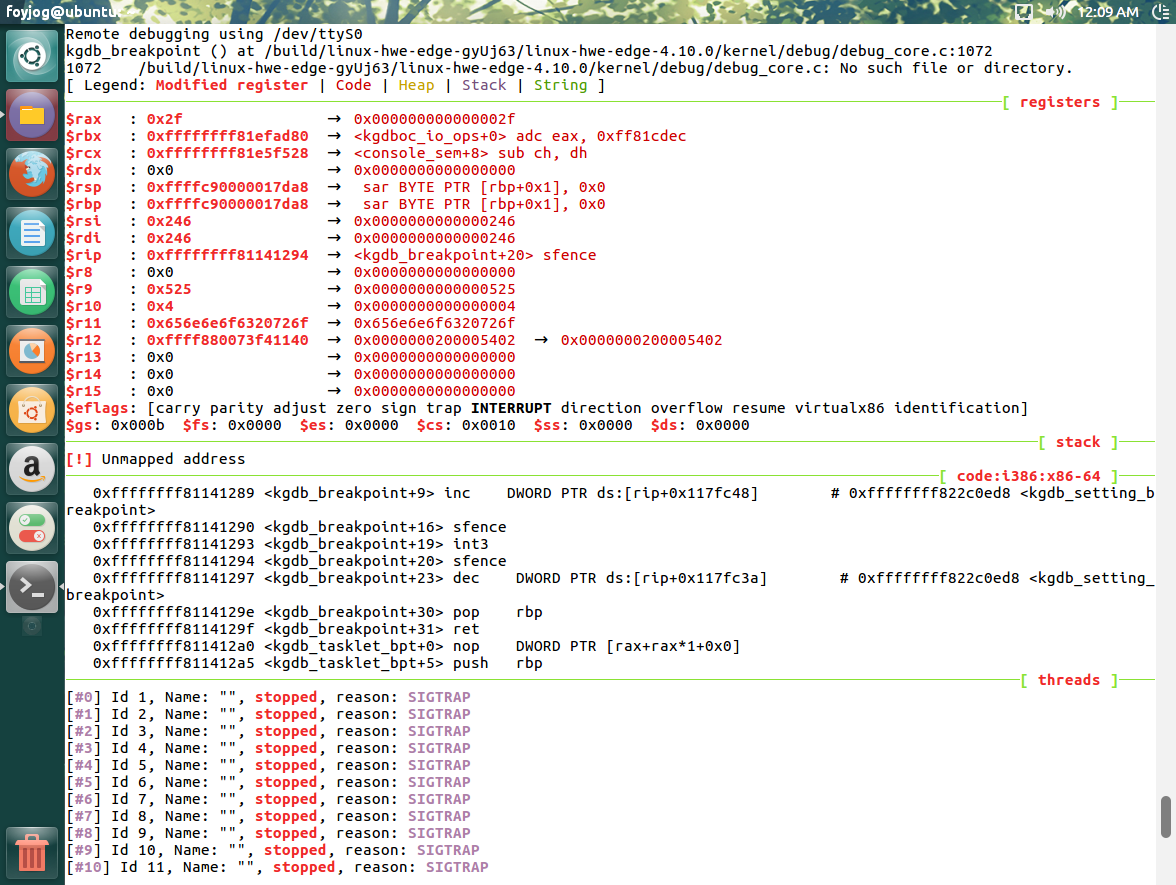 foyjog@ubuntu: 12:09 AM
Remote debugging using /dev/ttyS0
kgdb_breakpoint () at /build/linux-hwe-edge-gyUj63/linux-hwe-edge-4.10.0/kernel/debug/debug_core.c:1072
1072    /build/linux-hwe-edge-gyUj63/linux-hwe-edge-4.10.0/kernel/debug/debug_core.c: No such file or directory.
[ Legend: Modified register | Code | Heap | Stack | String ]
[ registers ]
$rax   : 0x2f                →  0x000000000000002f
$rbx   : 0xffffffff81efad80  →  <kgdboc_io_ops+0> adc eax, 0xff81cdec
$rcx   : 0xffffffff81e5f528  →  <console_sem+8> sub ch, dh
$rdx   : 0x0                 →  0x0000000000000000
$rsp   : 0xffffc90000017da8  →   sar BYTE PTR [rbp+0x1], 0x0
$rbp   : 0xffffc90000017da8  →   sar BYTE PTR [rbp+0x1], 0x0
$rsi   : 0x246               →  0x0000000000000246
$rdi   : 0x246               →  0x0000000000000246
$rip   : 0xffffffff81141294  →  <kgdb_breakpoint+20> sfence
$r8    : 0x0                 →  0x0000000000000000
$r9    : 0x525               →  0x0000000000000525
$r10   : 0x4                 →  0x0000000000000004
$r11   : 0x656e6e6f6320726f  →  0x656e6e6f6320726f
$r12   : 0xffff880073f41140  →  0x0000000200005402  →  0x0000000200005402
$r13   : 0x0                 →  0x0000000000000000
$r14   : 0x0                 →  0x0000000000000000
$r15   : 0x0                 →  0x0000000000000000
$eflags: [carry parity adjust zero sign trap INTERRUPT direction overflow resume virtualx86 identification]
$gs: 0x000b  $fs: 0x0000  $es: 0x0000  $cs: 0x0010  $ss: 0x0000  $ds: 0x0000
[ stack ]
[!] Unmapped address
[ code:i386:x86-64 ]
0xffffffff81141289 <kgdb_breakpoint+9> inc    DWORD PTR ds:[rip+0x117fc48]        # 0xffffffff822c0ed8 <kgdb_setting_b
reakpoint>
0xffffffff81141290 <kgdb_breakpoint+16> sfence
0xffffffff81141293 <kgdb_breakpoint+19> int3
0xffffffff81141294 <kgdb_breakpoint+20> sfence
0xffffffff81141297 <kgdb_breakpoint+23> dec    DWORD PTR ds:[rip+0x117fc3a]        # 0xffffffff822c0ed8 <kgdb_setting_
breakpoint>
0xffffffff8114129e <kgdb_breakpoint+30> pop    rbp
0xffffffff8114129f <kgdb_breakpoint+31> ret
0xffffffff811412a0 <kgdb_tasklet_bpt+0> nop    DWORD PTR [rax+rax*1+0x0]
0xffffffff811412a5 <kgdb_tasklet_bpt+5> push   rbp
[ threads ]
[#0] Id 1, Name: "", stopped, reason: SIGTRAP
[#1] Id 2, Name: "", stopped, reason: SIGTRAP
[#2] Id 3, Name: "", stopped, reason: SIGTRAP
[#3] Id 4, Name: "", stopped, reason: SIGTRAP
[#4] Id 5, Name: "", stopped, reason: SIGTRAP
[#5] Id 6, Name: "", stopped, reason: SIGTRAP
[#6] Id 7, Name: "", stopped, reason: SIGTRAP
[#7] Id 8, Name: "", stopped, reason: SIGTRAP
[#8] Id 9, Name: "", stopped, reason: SIGTRAP
[#9] Id 10, Name: "", stopped, reason: SIGTRAP
[#10] Id 11, Name: "", stopped, reason: SIGTRAP